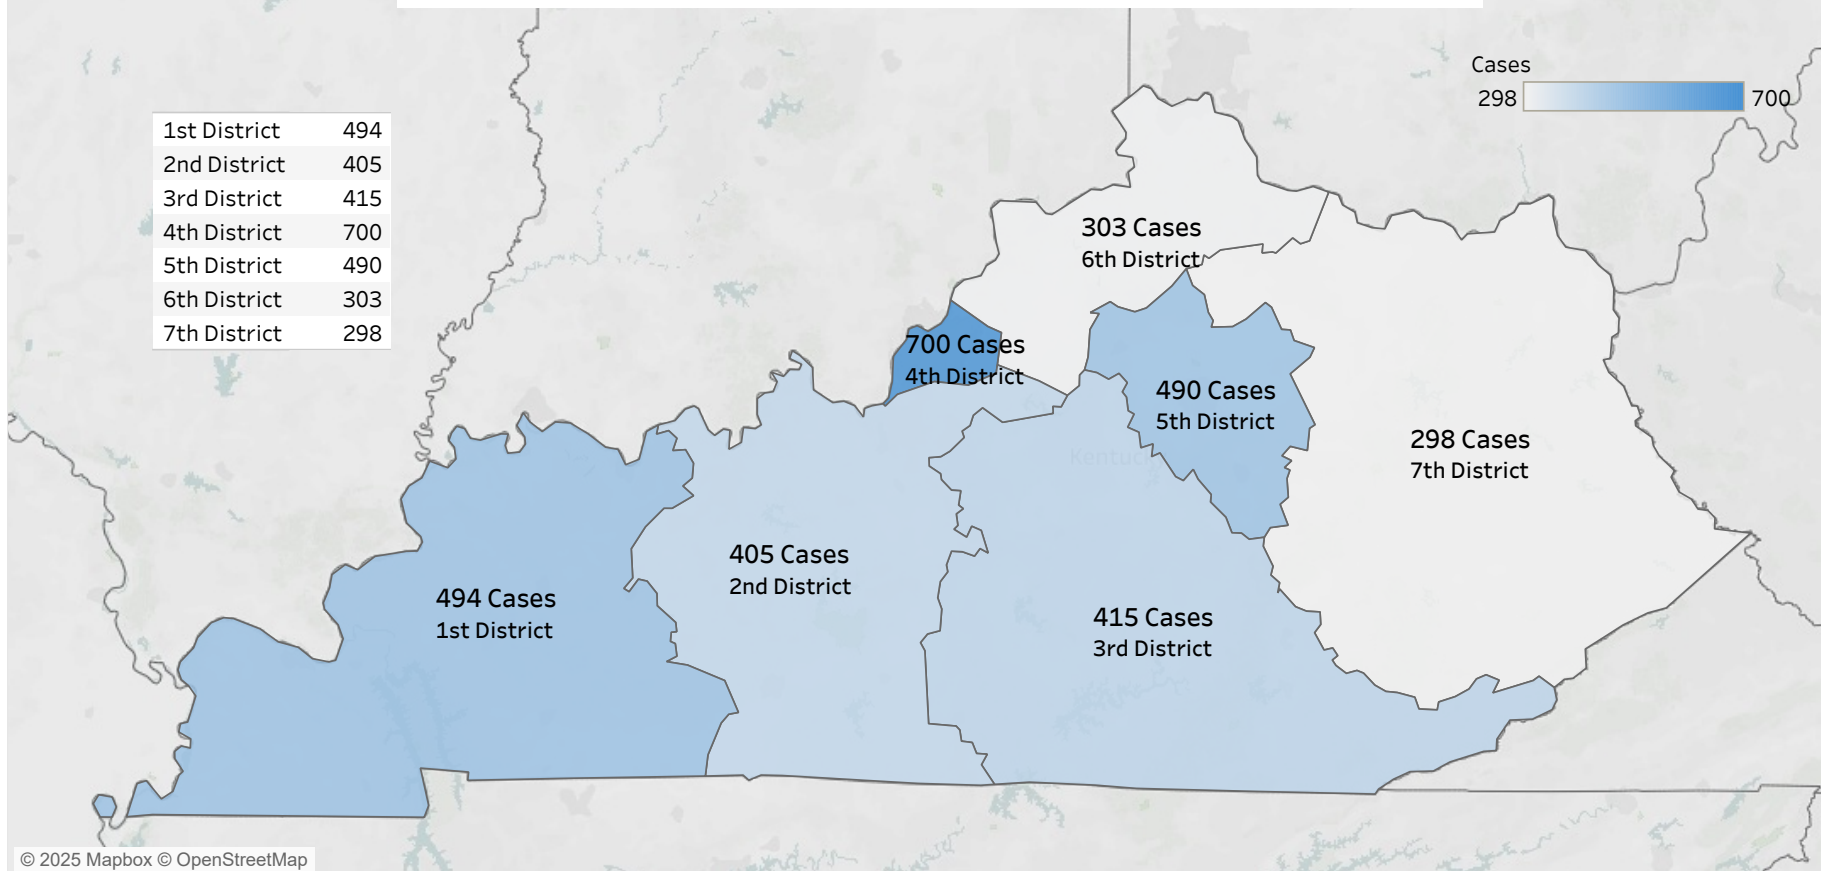 Cases
298 700
1st District 494
2nd District 405
3rd District 415
4th District 700
5th District 490
6th District 303
7th District 298
303 Cases
6th District
700 Cases
4th District
490 Cases
5th District
298 Cases
7th District
Kentucky
405 Cases
2nd District
494 Cases
1st District
415 Cases
3rd District
© 2025 Mapbox © OpenStreetMap